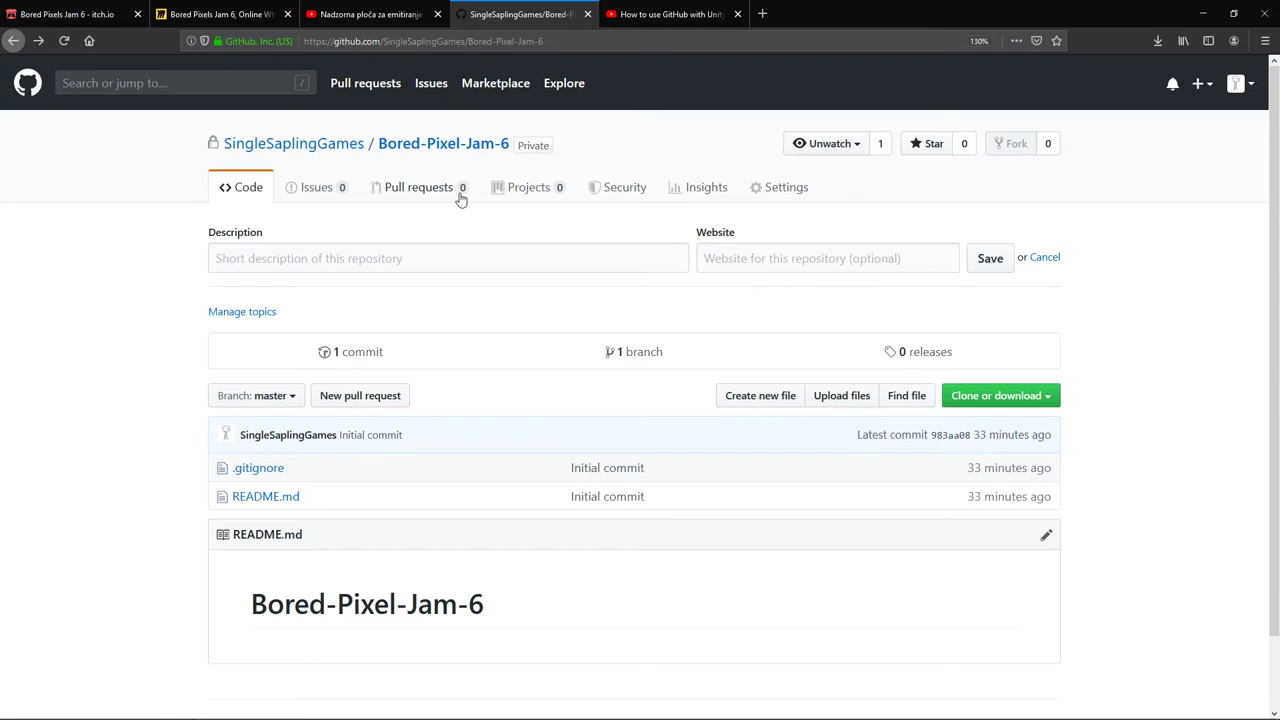 Bored Pixels Jam 6 - itch.io
Bored Pixels Jam 6, Online Wh
Nadzorna ploča za emitiranje
SingleSaplingGames/Bored-P
How to use GitHub with Unity
GitHub, Inc. (US)
https://github.com/SingleSaplingGames/Bored-Pixel-Jam-6
130%
Search or jump to...
/
Pull requests
Issues
Marketplace
Explore
SingleSaplingGames / Bored-Pixel-Jam-6 Private
Unwatch 1
Star 0
Fork 0
Code
Issues 0
Pull requests 0
Projects 0
Security
Insights
Settings
Description
Website
Short description of this repository
Website for this repository (optional)
Save or Cancel
Manage topics
1 commit
1 branch
0 releases
Branch: master
New pull request
Create new file
Upload files
Find file
Clone or download
SingleSaplingGames Initial commit
Latest commit 983aa08 33 minutes ago
.gitignore Initial commit 33 minutes ago
README.md Initial commit 33 minutes ago
README.md
Bored-Pixel-Jam-6